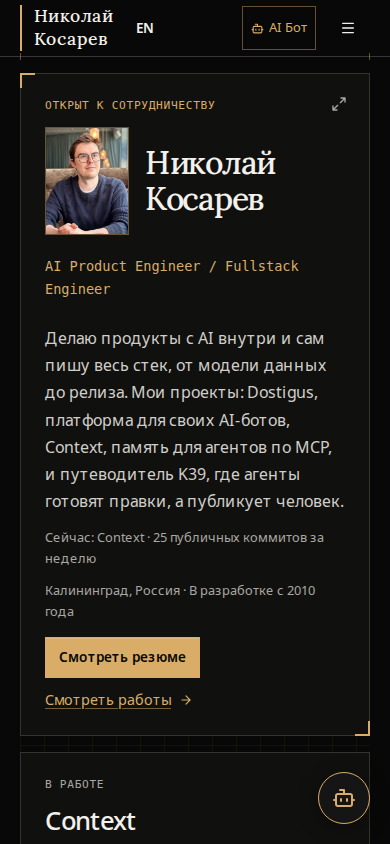 Николай
Косарев
EN
AI Бот
ОТКРЫТ К СОТРУДНИЧЕСТВУ
Николай
Косарев
AI Product Engineer / Fullstack
Engineer
Делаю продукты с AI внутри и сам
пишу весь стек, от модели данных
до релиза. Мои проекты: Dostigus,
платформа для своих AI-ботов,
Context, память для агентов по MCP,
и путеводитель K39, где агенты
готовят правки, а публикует человек.
Сейчас: Context · 25 публичных коммитов за
неделю
Калининград, Россия · В разработке с 2010
года
Смотреть резюме
Смотреть работы →
В РАБОТЕ
Context